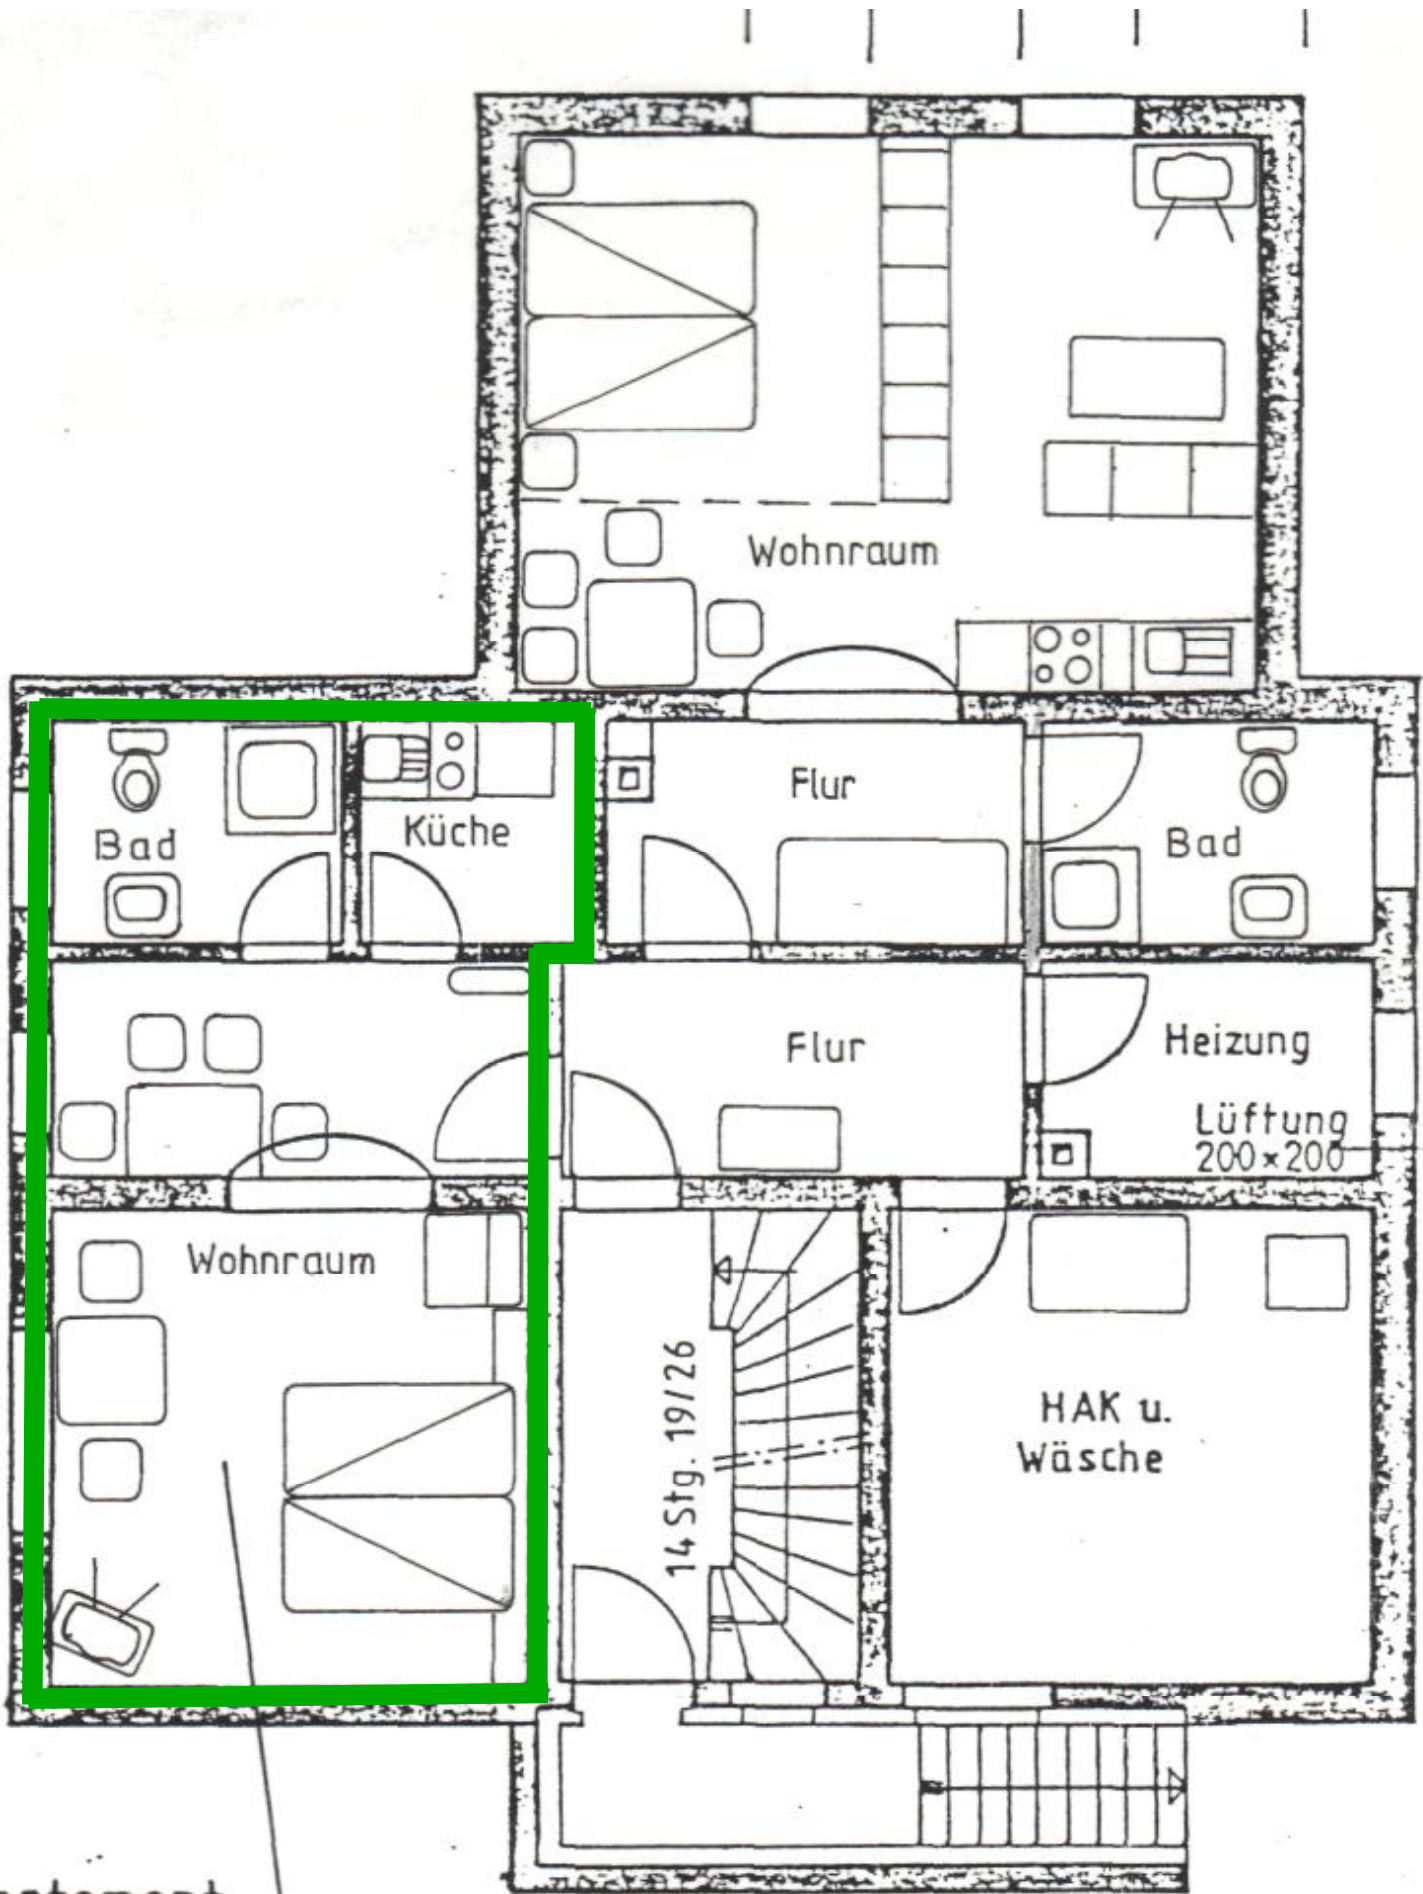 Wohnraum
Flur
Küche
Bad
Bad
Flur
Heizung
Lüftung
200×200
Wohnraum
14 Stg. 19/26
HAK u.
Wäsche